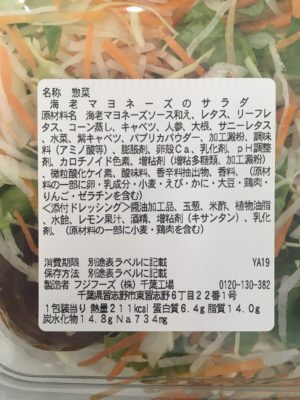 名称 惣菜
海老マヨネーズのサラダ
原材料名 海老マヨネーズソース和え、レタス、リーフレ
タス、コーン蒸し、キャベツ、人参、大根、サニーレタ
ス、水菜、紫キャベツ、パプリカパウダー、加工澱粉、調味
料（アミノ酸等）、膨脹剤、卵殻Ca、乳化剤、pH調整
剤、カロチノイド色素、増粘剤（増粘多糖類、加工澱粉）
、微粒酸化ケイ素、酸味料、香辛料抽出物、香料、（原材
料の一部に卵・乳成分・小麦・えび・かに・大豆・鶏肉・
りんご・ゼラチンを含む）
＜添付ドレッシング＞醤油加工品、玉葱、米酢、植物油脂
、水飴、レモン果汁、酒精、増粘剤（キサンタン）、乳化
剤、（原材料の一部に小麦・大豆・鶏肉を含む）
消費期限 別途表ラベルに記載 YA19
保存方法 別途表ラベルに記載
製造者 フジフーズ（株）千葉工場 0120-130-382
千葉県習志野市東習志野6丁目22番1号
1包装当り 熱量211kcal 蛋白質6.4g 脂質14.0g
炭水化物14.8g Na734mg